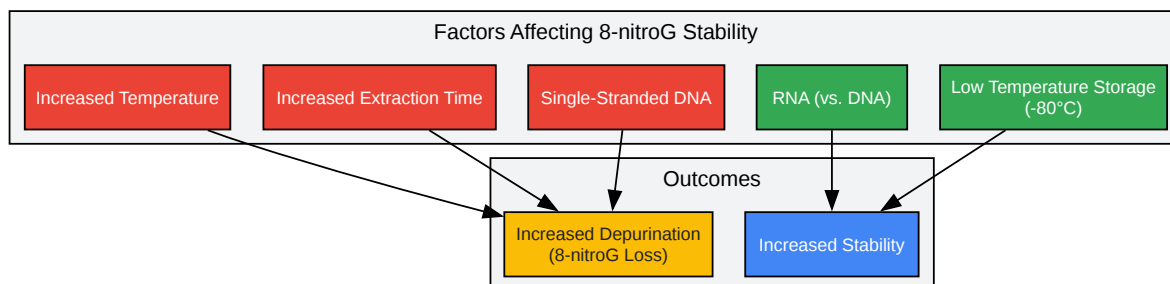 Factors Affecting 8-nitroG Stability
Increased Temperature
Increased Extraction Time
Single-Stranded DNA
RNA (vs. DNA)
Low Temperature Storage
(-80°C)
Outcomes
Increased Depurination
(8-nitroG Loss)
Increased Stability